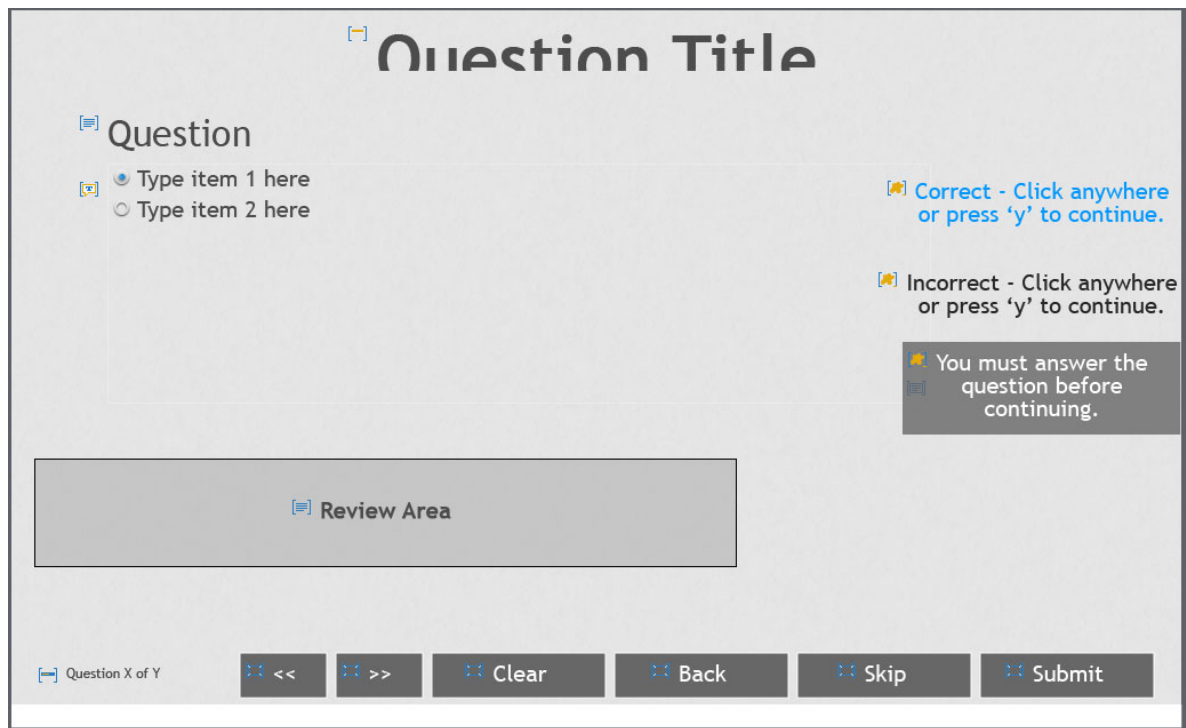 Question Title
Question
Type item 1 here
Type item 2 here
Correct - Click anywhere
or press ‘y’ to continue.
Incorrect - Click anywhere
or press ‘y’ to continue.
You must answer the
question before
continuing.
Review Area
Question X of Y
<<
>>
Clear
Back
Skip
Submit